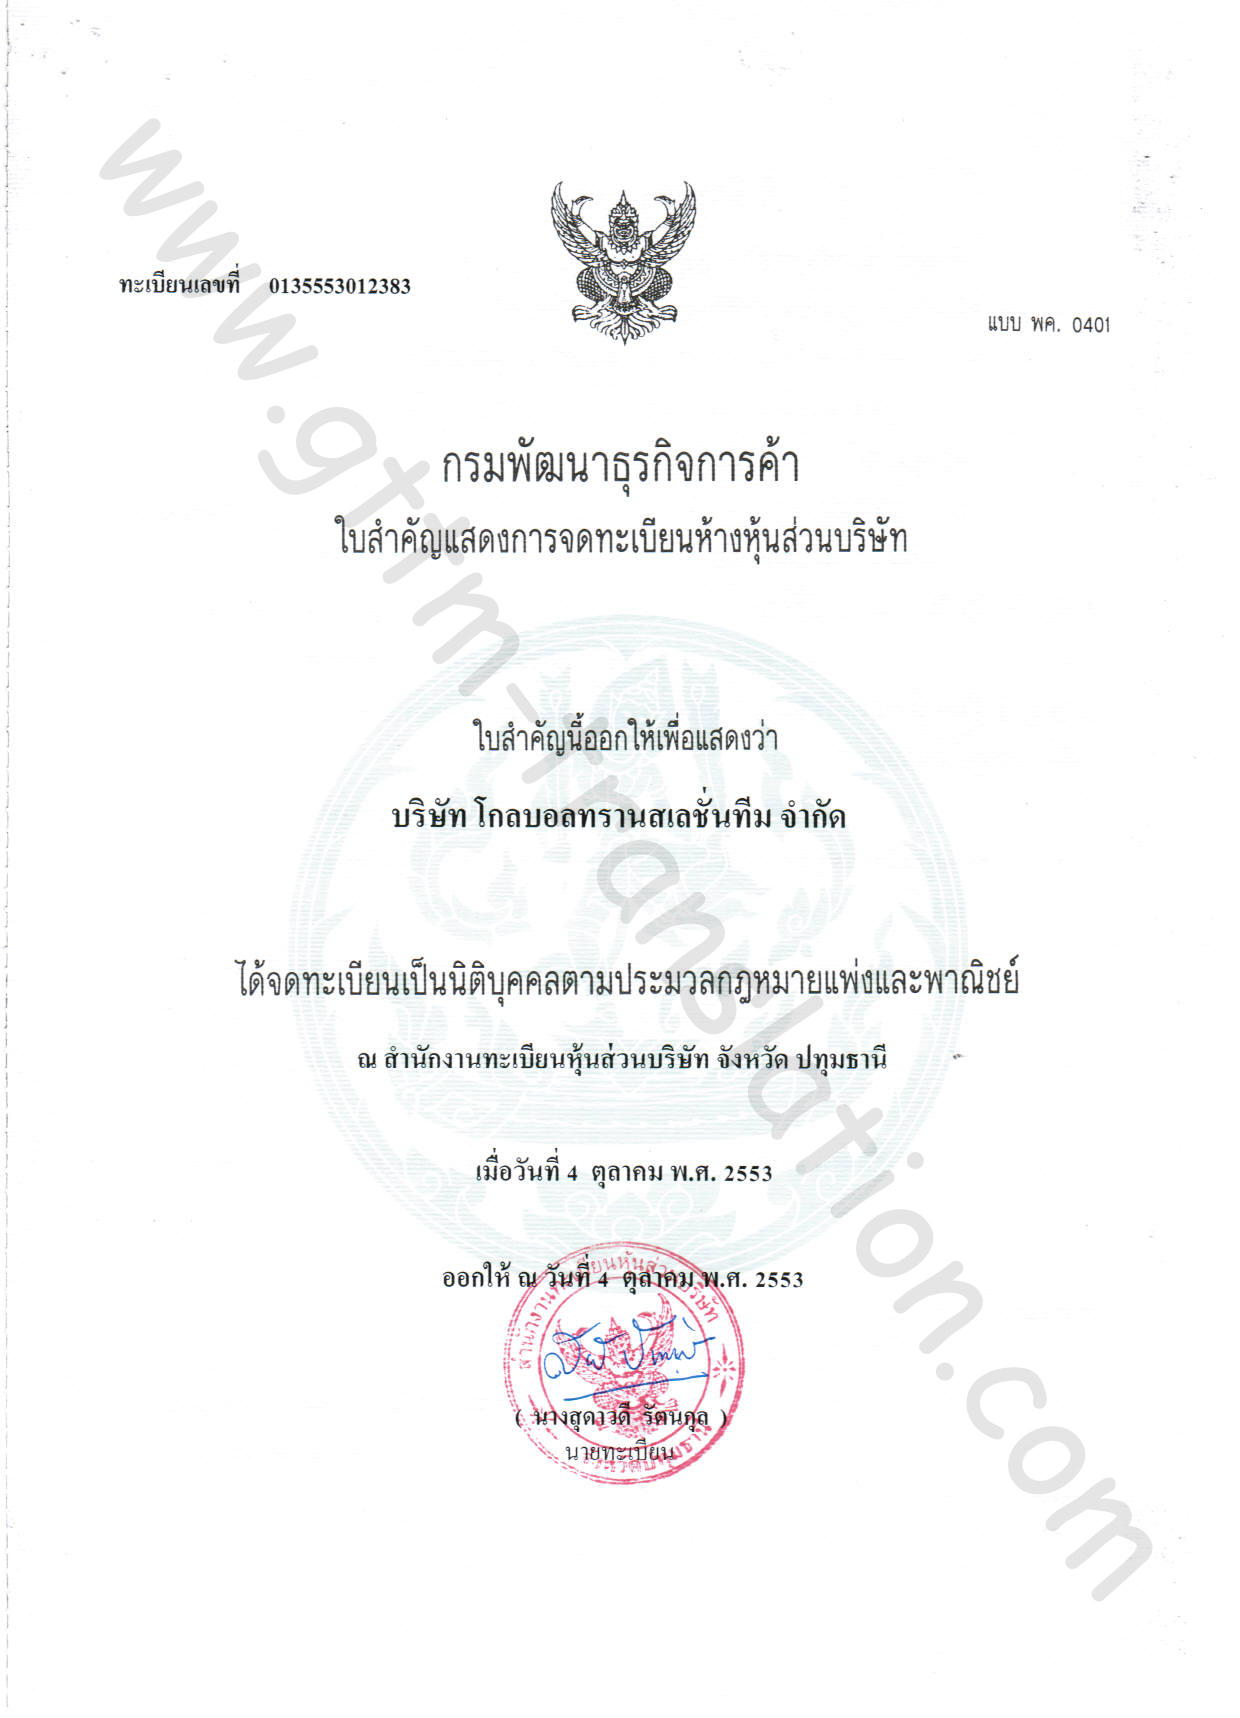 ทะเบียนเลขที่ 0135553012383
แบบ พค. 0401
กรมพัฒนาธุรกิจการค้า
ใบสำคัญแสดงการจดทะเบียนห้างหุ้นส่วนบริษัท
ใบสำคัญนี้ออกให้เพื่อแสดงว่า
บริษัท โกลบอลทรานสเลชั่นทีม จำกัด
ได้จดทะเบียนเป็นนิติบุคคลตามประมวลกฎหมายแพ่งและพาณิชย์
ณ สำนักงานทะเบียนหุ้นส่วนบริษัท จังหวัด ปทุมธานี
เมื่อวันที่ 4 ตุลาคม พ.ศ. 2553
ออกให้ ณ วันที่ 4 ตุลาคม พ.ศ. 2553
( นางสุดาวดี รัตนกุล )
นายทะเบียน
สำนักงานทะเบียนหุ้นส่วนบริษัท
จังหวัดปทุมธานี
www.gttm-translation.com